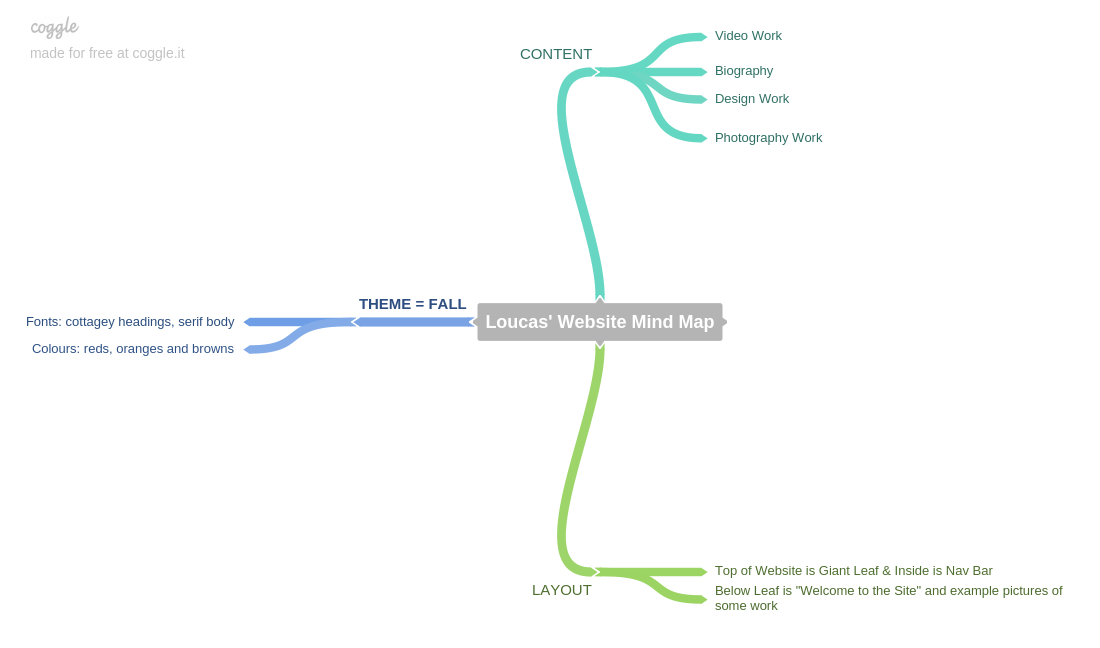 coggle
made for free at coggle.it
CONTENT
Video Work
Biography
Design Work
Photography Work
THEME = FALL
Fonts: cottagey headings, serif body
Colours: reds, oranges and browns
Loucas' Website Mind Map
LAYOUT
Top of Website is Giant Leaf & Inside is Nav Bar
Below Leaf is "Welcome to the Site" and example pictures of
some work